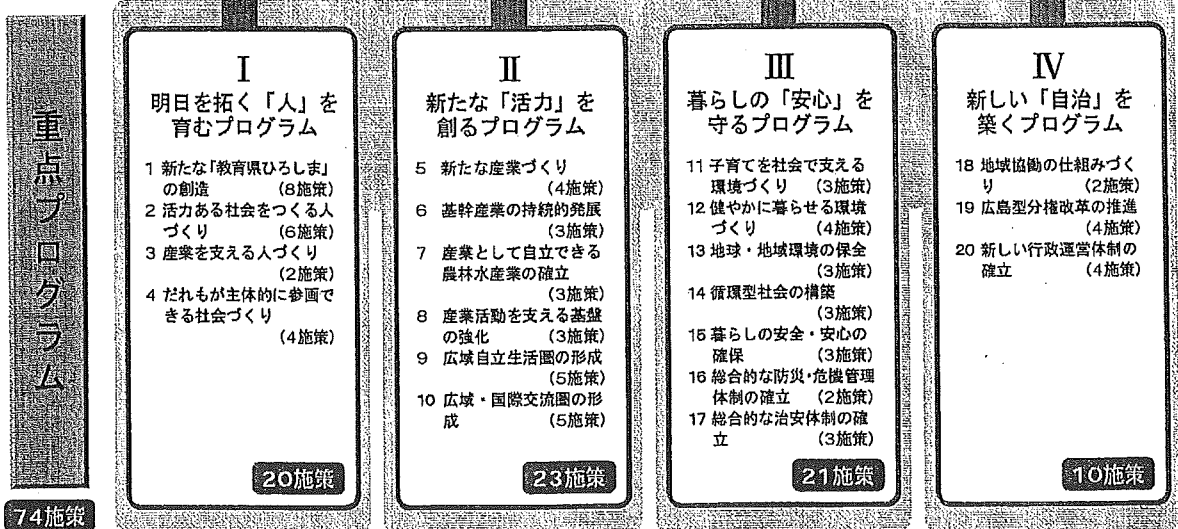 重点プログラム
74施策
I
明日を拓く「人」を
育むプログラム
1 新たな「教育県ひろしま」
の創造 (8施策)
2 活力ある社会をつくる人
づくり (6施策)
3 産業を支える人づくり
(2施策)
4 だれもが主体的に参画で
きる社会づくり
(4施策)
20施策
II
新たな「活力」を
創るプログラム
5 新たな産業づくり
(4施策)
6 基幹産業の持続的発展
(3施策)
7 産業として自立できる
農林水産業の確立
(3施策)
8 産業活動を支える基盤
の強化 (3施策)
9 広域自立生活圏の形成
(5施策)
10 広域・国際交流圏の形
成 (5施策)
23施策
III
暮らしの「安心」を
守るプログラム
11 子育てを社会で支える
環境づくり (3施策)
12 健やかに暮らせる環境
づくり (4施策)
13 地球・地域環境の保全
(3施策)
14 循環型社会の構築
(3施策)
15 暮らしの安全・安心の
確保 (3施策)
16 総合的な防災・危機管理
体制の確立 (2施策)
17 総合的な治安体制の確
立 (3施策)
21施策
IV
新しい「自治」を
築くプログラム
18 地域協働の仕組みづく
り (2施策)
19 広島型分権改革の推進
(4施策)
20 新しい行政運営体制の
確立 (4施策)
10施策